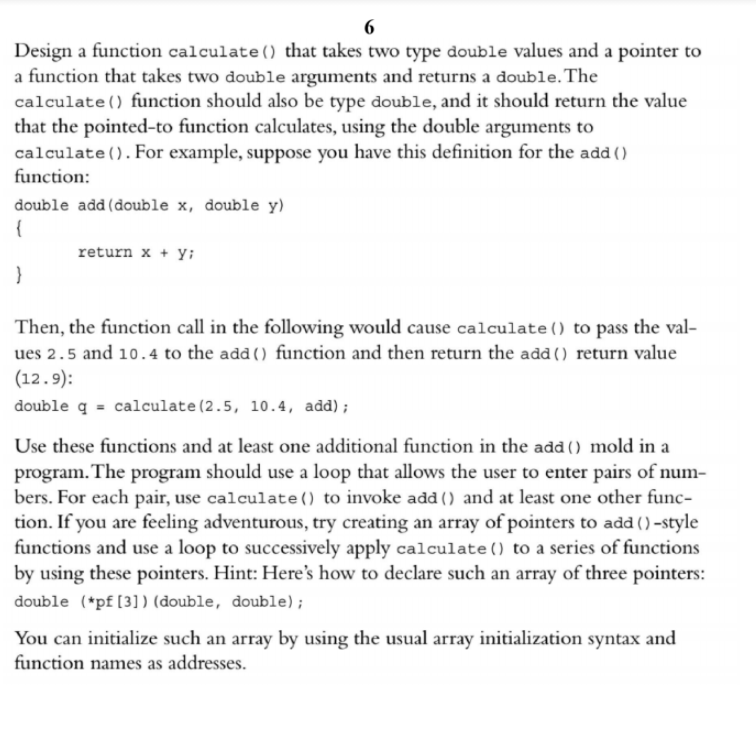 6
Design a function calculate() that takes two type double values and a pointer to
a function that takes two double arguments and returns a double. The
calculate() function should also be type double, and it should return the value
that the pointed-to function calculates, using the double arguments to
calculate(). For example, suppose you have this definition for the add()
function:
double add(double x, double y)
{
return x + y;
}
Then, the function call in the following would cause calculate() to pass the val-
ues 2.5 and 10.4 to the add() function and then return the add() return value
(12.9):
double q = calculate(2.5, 10.4, add);
Use these functions and at least one additional function in the add() mold in a
program. The program should use a loop that allows the user to enter pairs of num-
bers. For each pair, use calculate() to invoke add() and at least one other func-
tion. If you are feeling adventurous, try creating an array of pointers to add()-style
functions and use a loop to successively apply calculate() to a series of functions
by using these pointers. Hint: Here's how to declare such an array of three pointers:
double (*pf[3])(double, double);
You can initialize such an array by using the usual array initialization syntax and
function names as addresses.